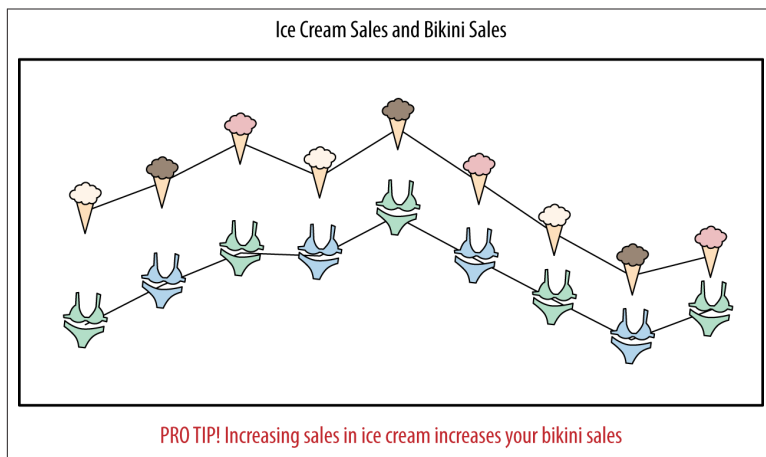 Ice Cream Sales and Bikini Sales
PRO TIP! Increasing sales in ice cream increases your bikini sales